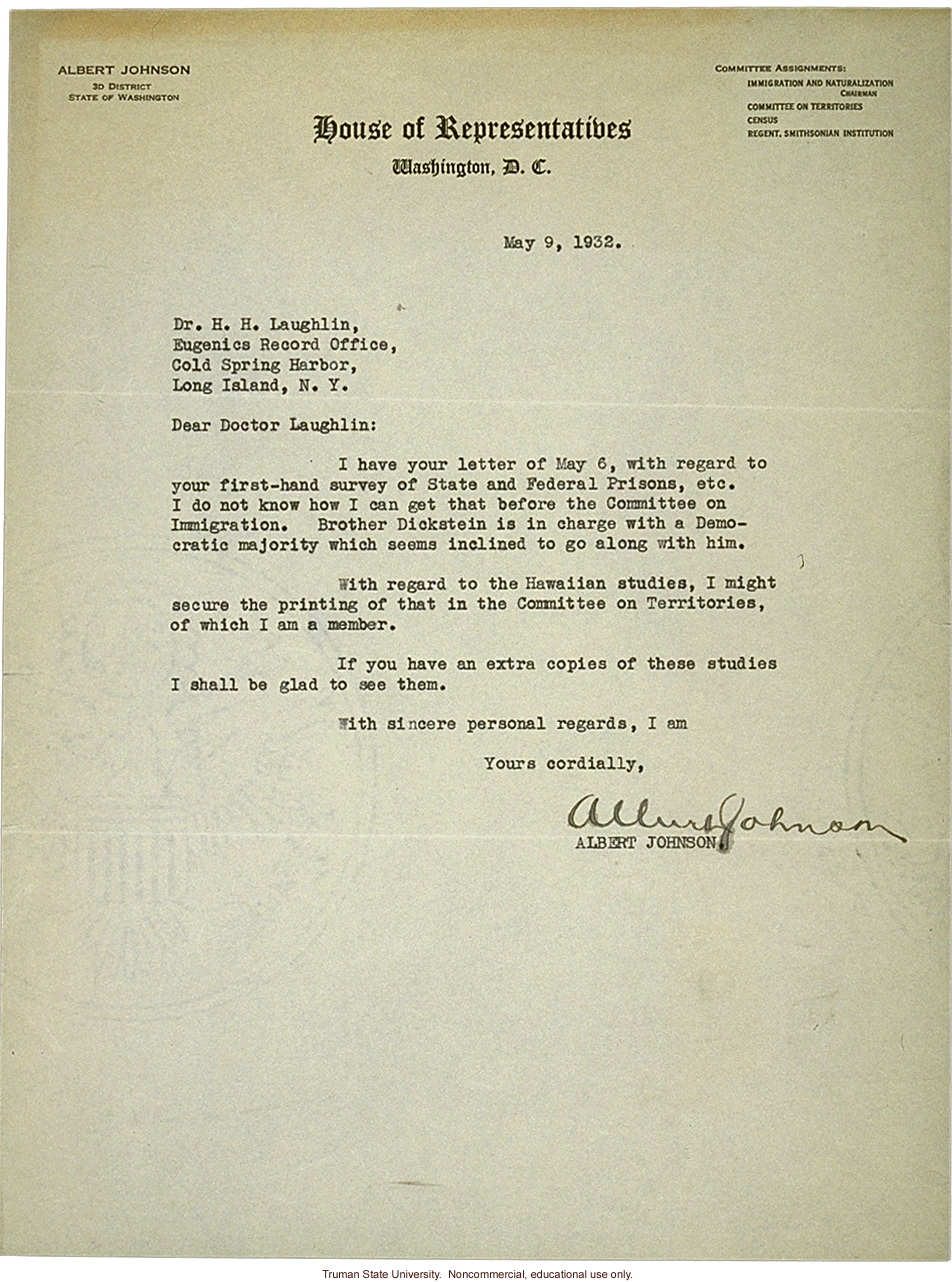 ALBERT JOHNSON
3D DISTRICT
STATE OF WASHINGTON
COMMITTEE ASSIGNMENTS:
IMMIGRATION AND NATURALIZATION
CHAIRMAN
COMMITTEE ON TERRITORIES
CENSUS
REGENT, SMITHSONIAN INSTITUTION
House of Representatives
Washington, D. C.
May 9, 1932.
Dr. H. H. Laughlin,
Eugenics Record Office,
Cold Spring Harbor,
Long Island, N. Y.
Dear Doctor Laughlin:
I have your letter of May 6, with regard to
your first-hand survey of State and Federal Prisons, etc.
I do not know how I can get that before the Committee on
Immigration. Brother Dickstein is in charge with a Demo-
cratic majority which seems inclined to go along with him.
With regard to the Hawaiian studies, I might
secure the printing of that in the Committee on Territories,
of which I am a member.
If you have an extra copies of these studies
I shall be glad to see them.
With sincere personal regards, I am
Yours cordially,
Albert Johnson
ALBERT JOHNSON.
Truman State University. Noncommercial, educational use only.